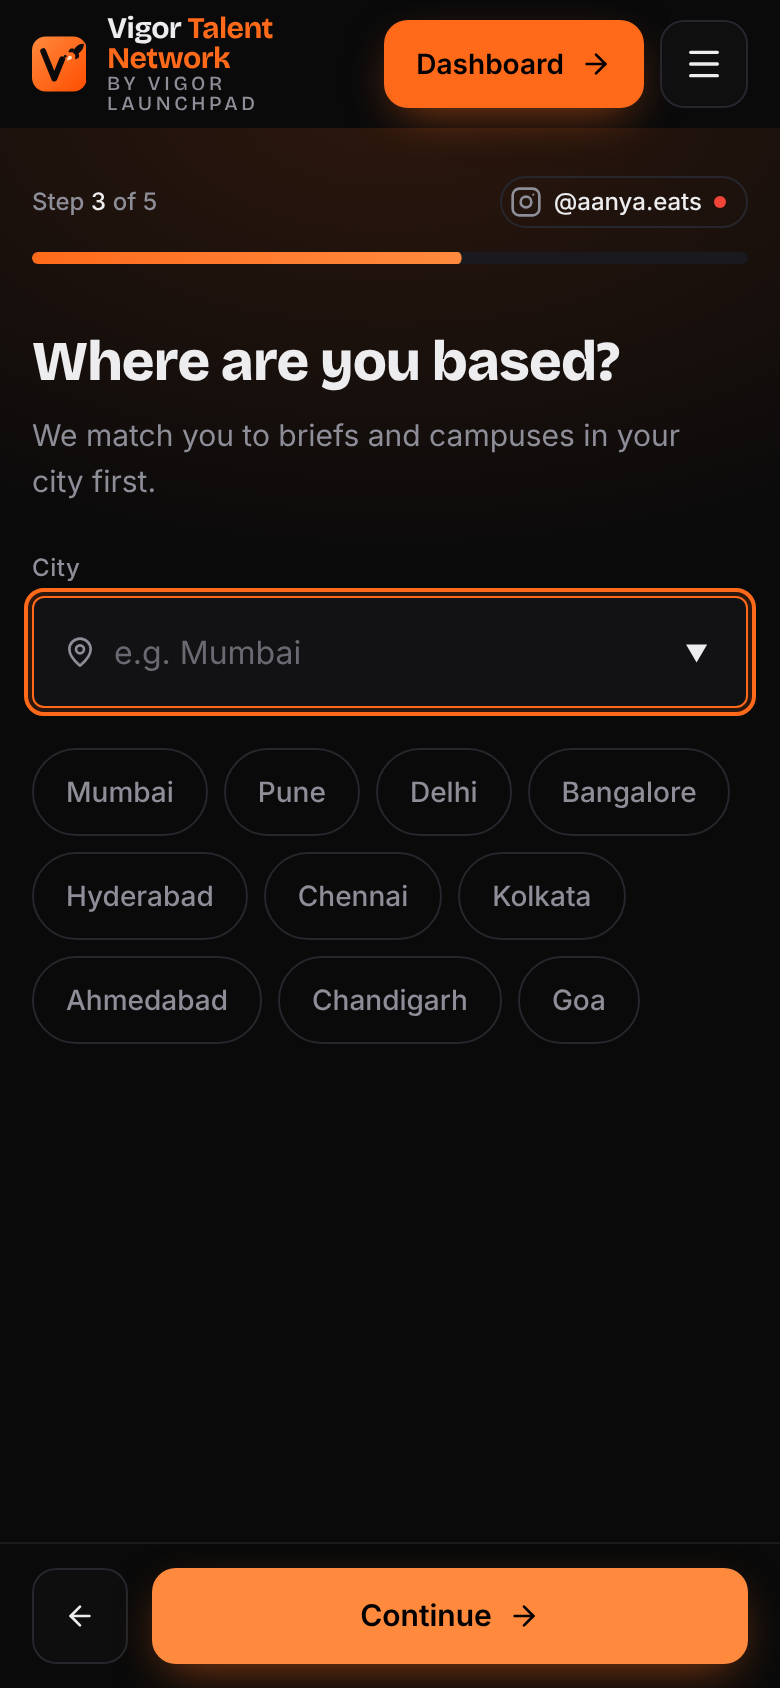 Vigor Talent
Network
BY VIGOR
LAUNCHPAD
Dashboard →
Step 3 of 5
@aanya.eats
Where are you based?
We match you to briefs and campuses in your
city first.
City
e.g. Mumbai
Mumbai Pune Delhi Bangalore
Hyderabad Chennai Kolkata
Ahmedabad Chandigarh Goa
Continue →